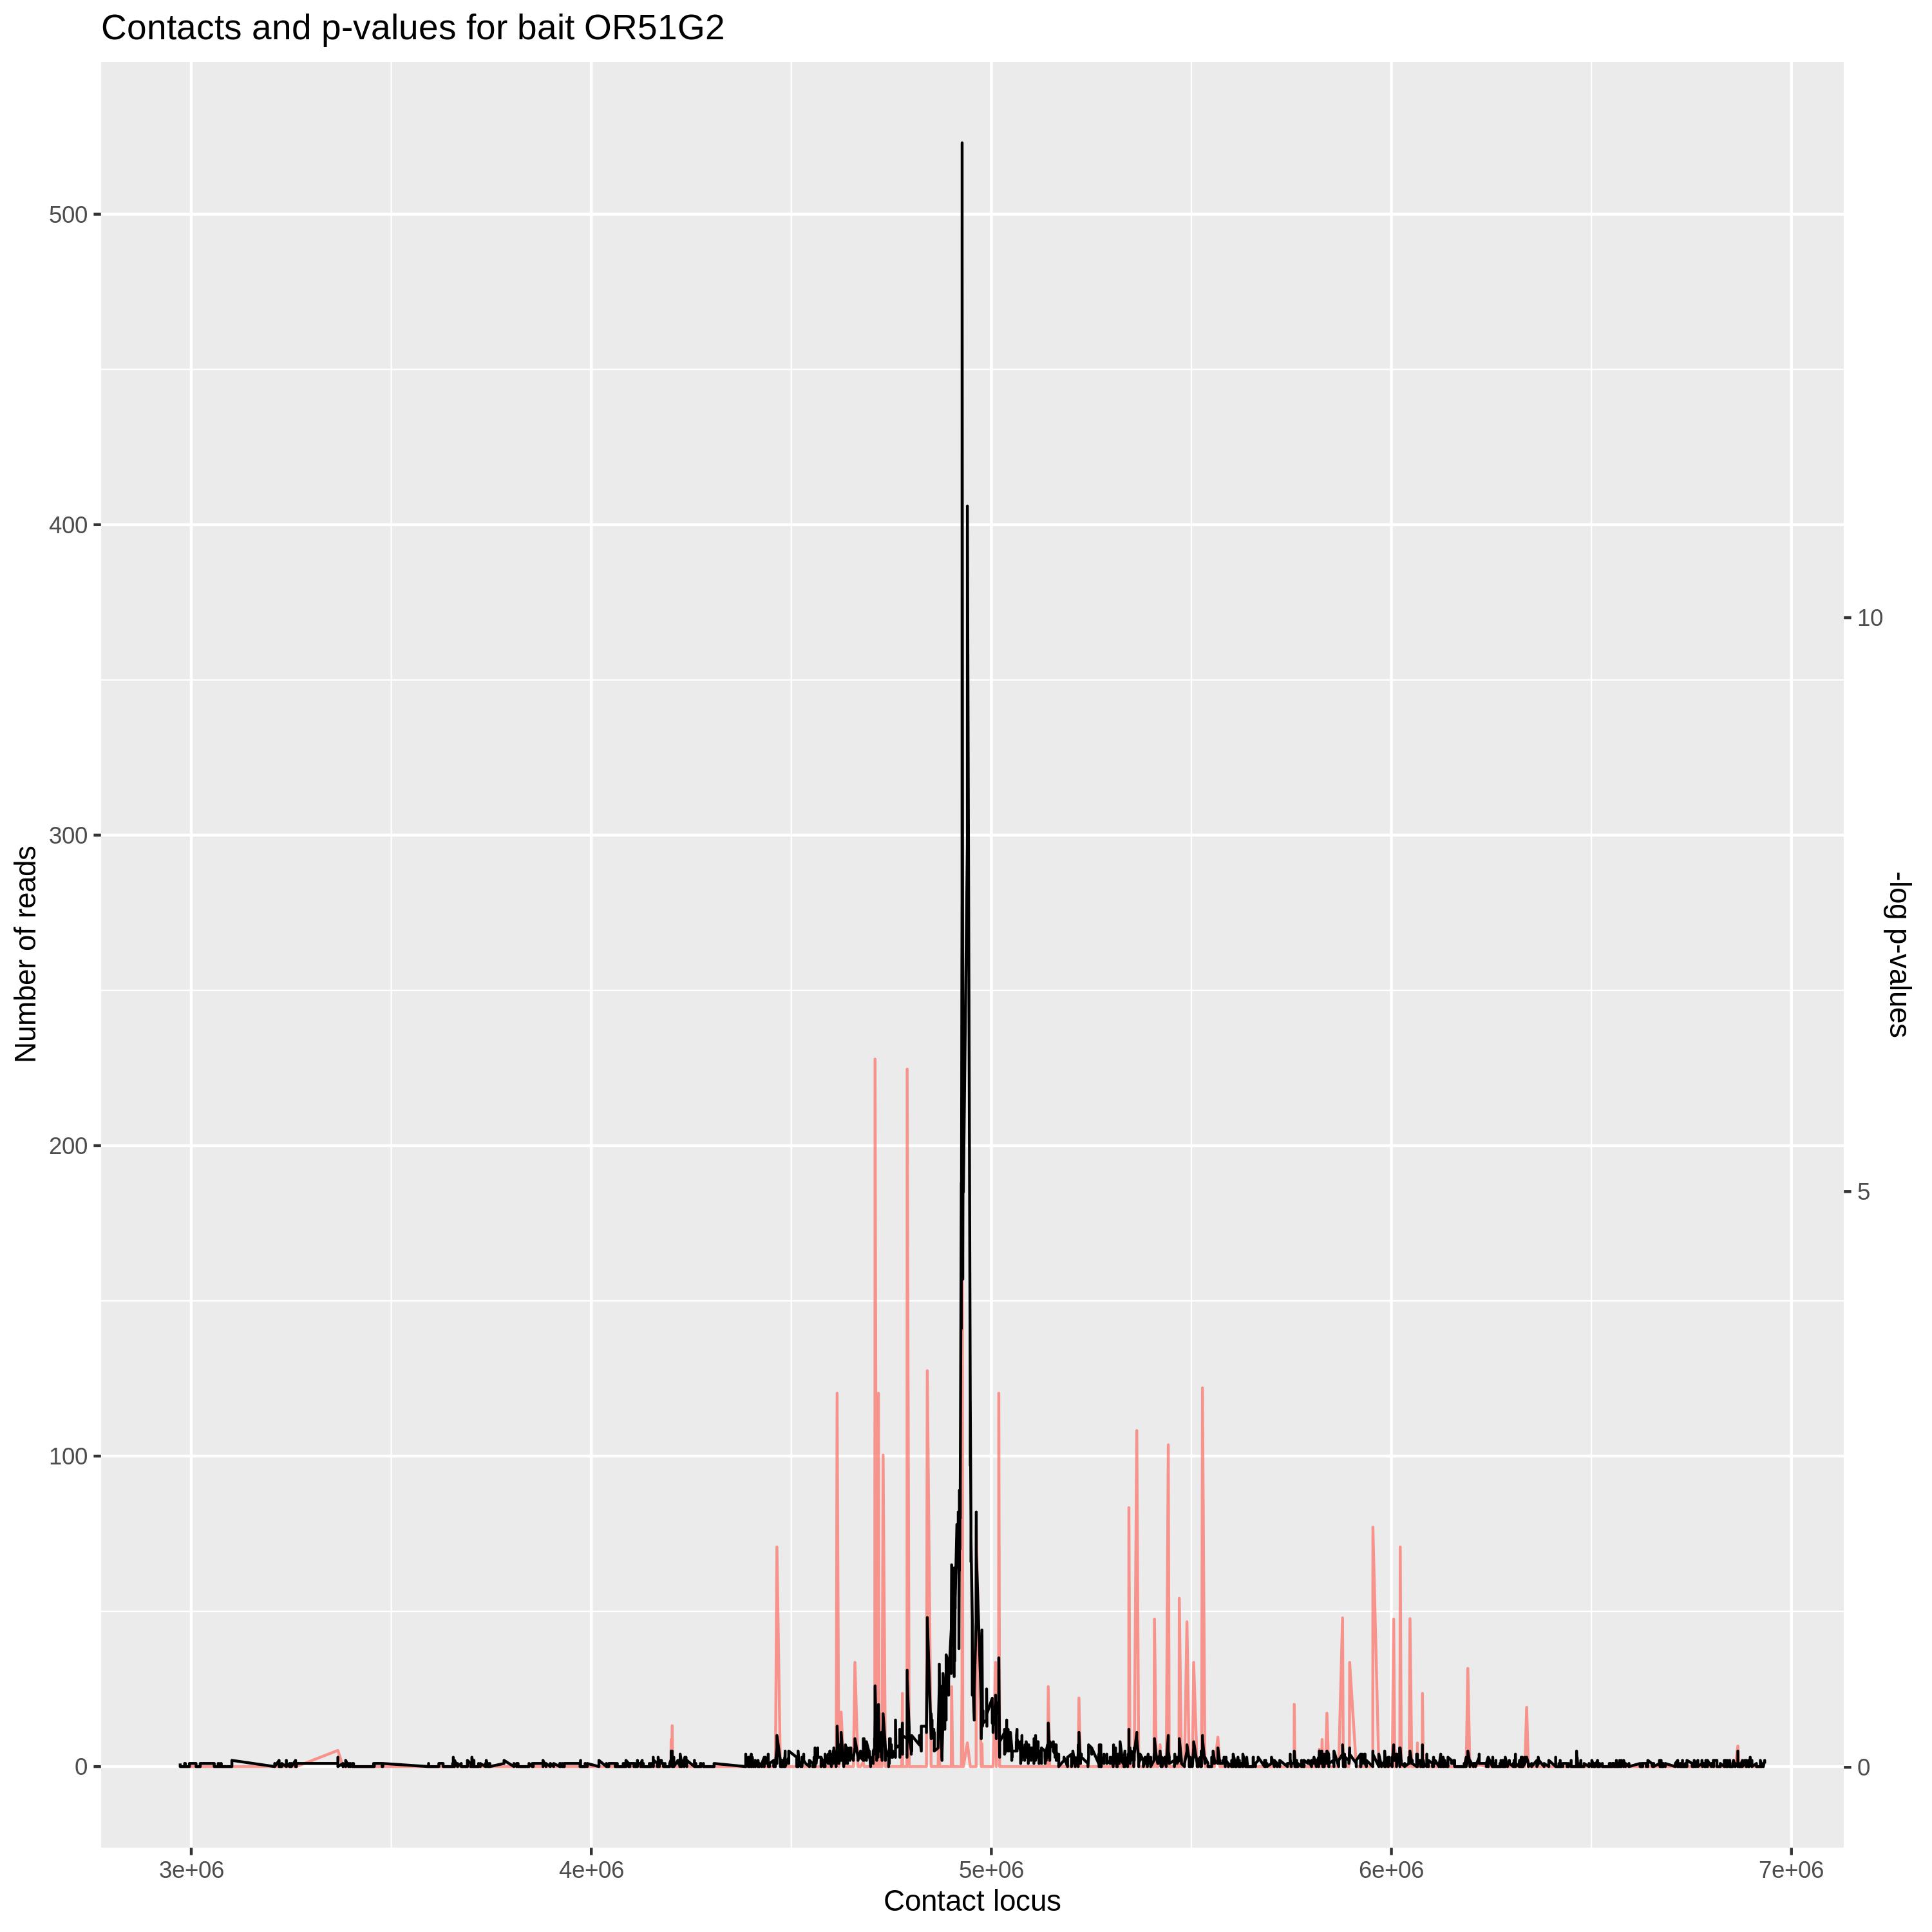 Contacts and p-values for bait OR51G2
500
400
300
200
100
0
Number of reads
10
5
0
-log p-values
3e+06
4e+06
5e+06
6e+06
7e+06
Contact locus